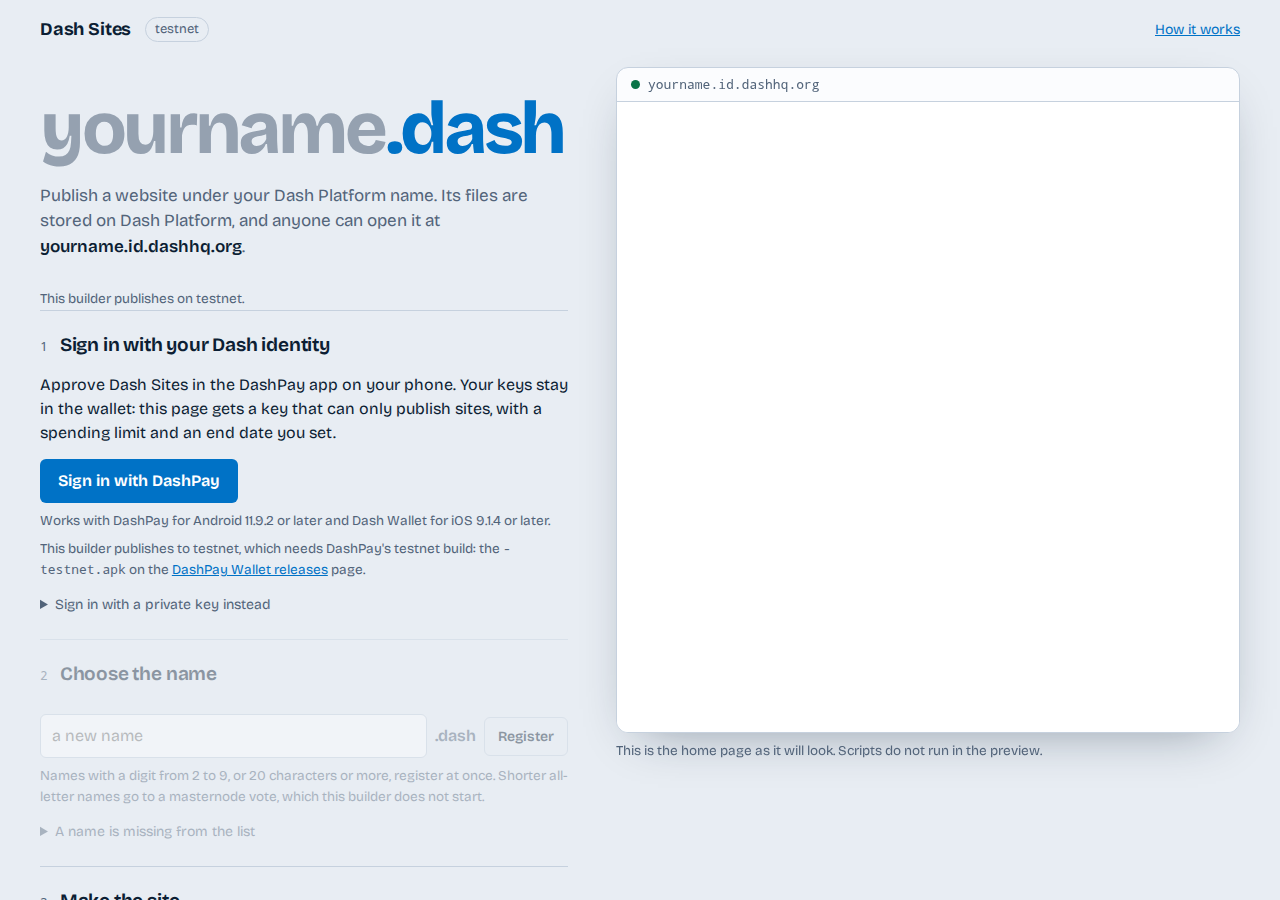 Dash Sites
testnet
How it works
yourname.dash
Publish a website under your Dash Platform name. Its files are
stored on Dash Platform, and anyone can open it at
yourname.id.dashhq.org.
This builder publishes on testnet.
1 Sign in with your Dash identity
Approve Dash Sites in the DashPay app on your phone. Your keys stay
in the wallet: this page gets a key that can only publish sites, with a
spending limit and an end date you set.
Sign in with DashPay
Works with DashPay for Android 11.9.2 or later and Dash Wallet for iOS 9.1.4 or later.
This builder publishes to testnet, which needs DashPay's testnet build: the -
testnet.apk on the DashPay Wallet releases page.
Sign in with a private key instead
2 Choose the name
a new name .dash Register
Names with a digit from 2 to 9, or 20 characters or more, register at once. Shorter all-
letter names go to a masternode vote, which this builder does not start.
A name is missing from the list
3 Make the site
yourname.id.dashhq.org
This is the home page as it will look. Scripts do not run in the preview.